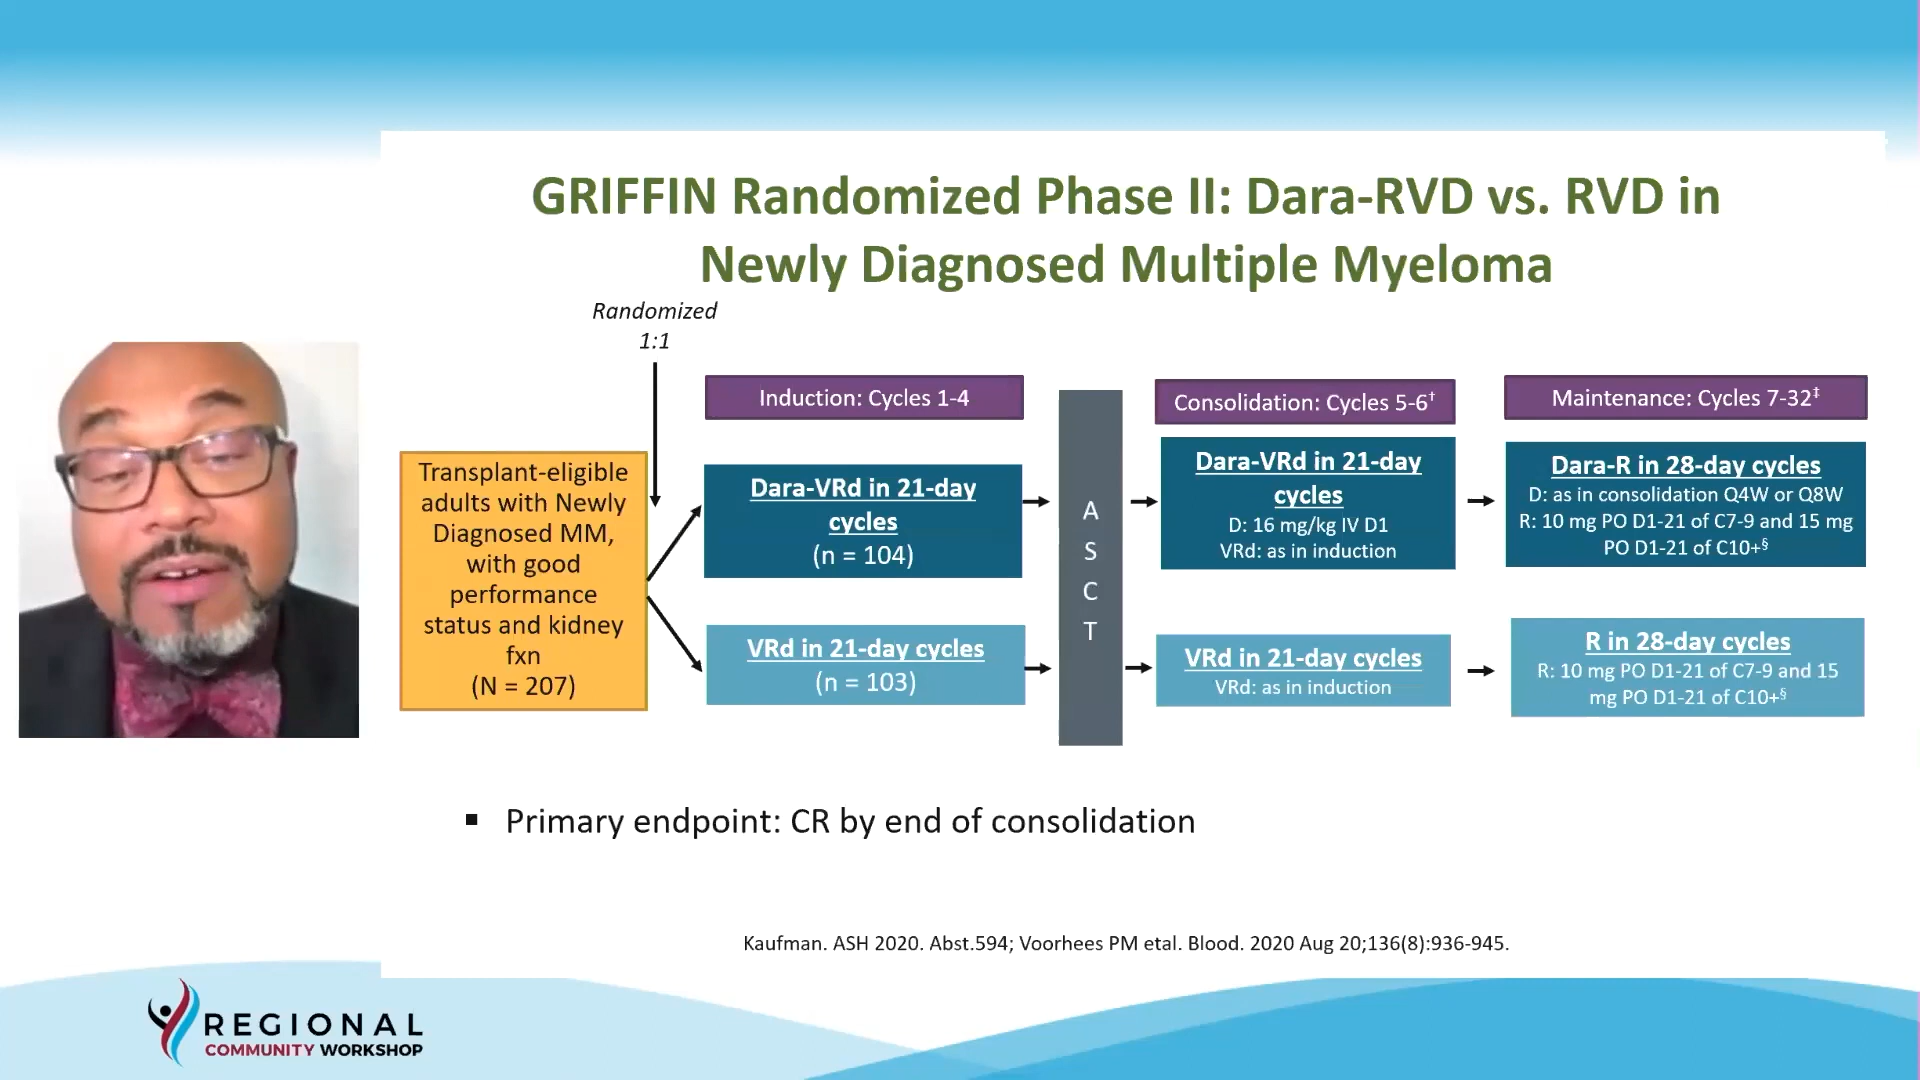 GRIFFIN Randomized Phase II: Dara-RVD vs. RVD in
Newly Diagnosed Multiple Myeloma
Randomized
1:1
Transplant-eligible
adults with Newly
Diagnosed MM,
with good
performance
status and kidney
fxn
(N = 207)
Induction: Cycles 1-4
Dara-VRd in 21-day
cycles
(n = 104)
VRd in 21-day cycles
(n = 103)
A
S
C
T
Consolidation: Cycles 5-6†
Dara-VRd in 21-day
cycles
D: 16 mg/kg IV D1
VRd: as in induction
VRd in 21-day cycles
VRd: as in induction
Maintenance: Cycles 7-32‡
Dara-R in 28-day cycles
D: as in consolidation Q4W or Q8W
R: 10 mg PO D1-21 of C7-9 and 15 mg
PO D1-21 of C10+§
R in 28-day cycles
R: 10 mg PO D1-21 of C7-9 and 15
mg PO D1-21 of C10+§
▪ Primary endpoint: CR by end of consolidation
Kaufman. ASH 2020. Abst.594; Voorhees PM etal. Blood. 2020 Aug 20;136(8):936-945.
REGIONAL
COMMUNITY WORKSHOP